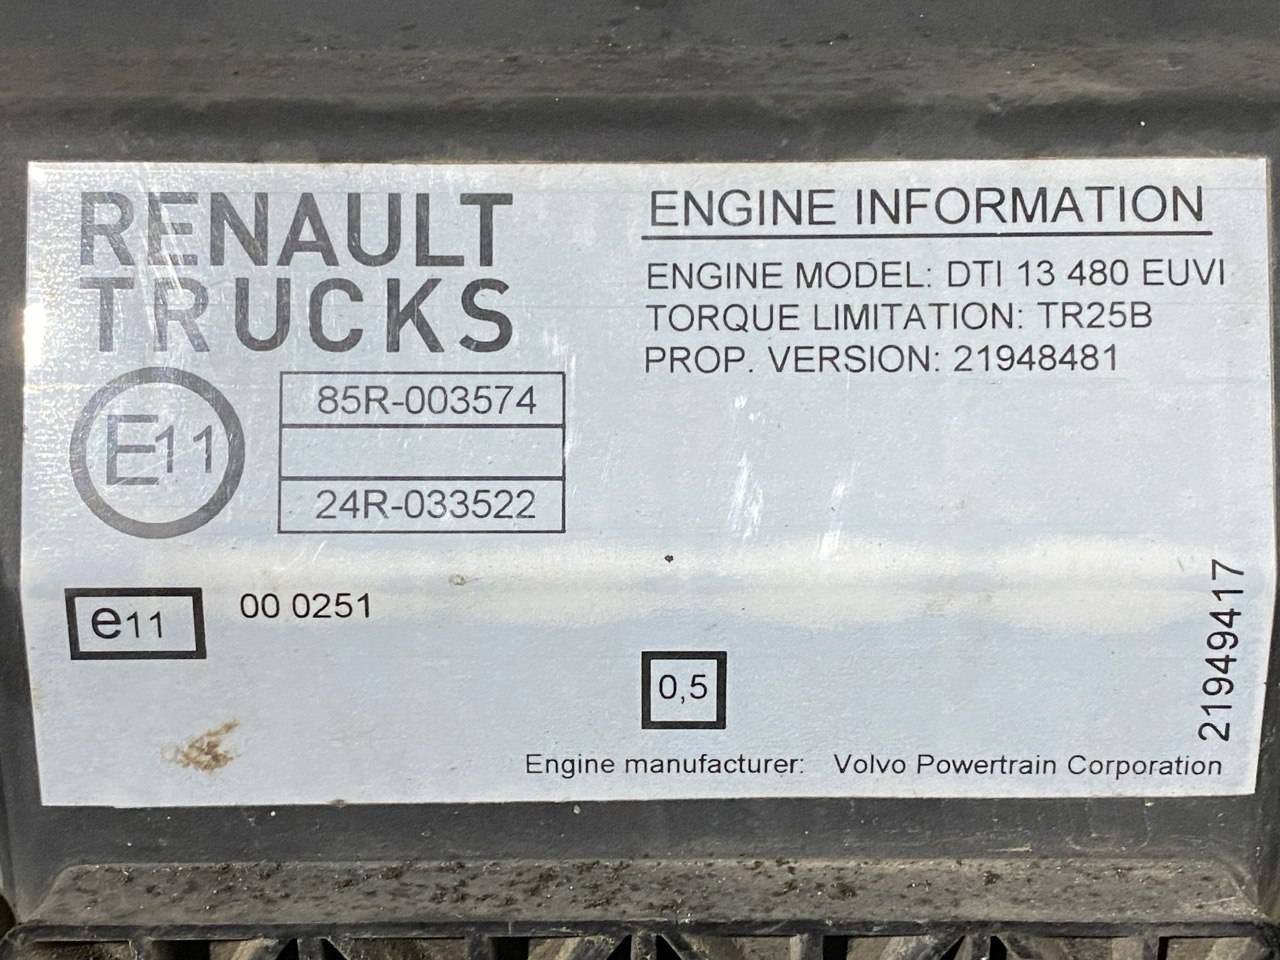 RENAULT
TRUCKS
E11
85R-003574
24R-033522
e11
00 0251
ENGINE INFORMATION
ENGINE MODEL: DTI 13 480 EUVI
TORQUE LIMITATION: TR25B
PROP. VERSION: 21948481
0,5
21949417
Engine manufacturer: Volvo Powertrain Corporation